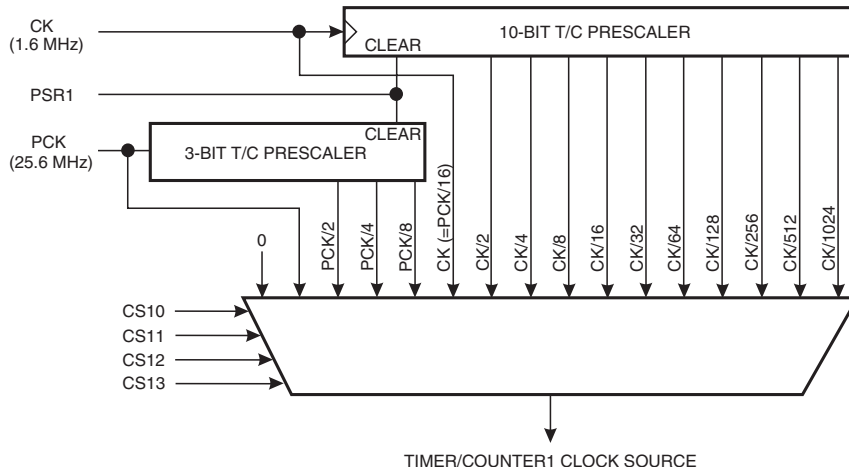 CK
(1.6 MHz)
10-BIT T/C PRESCALER
CLEAR
PSR1
PCK
(25.6 MHz)
CLEAR
3-BIT T/C PRESCALER
0
PCK/2
PCK/4
PCK/8
CK (=PCK/16)
CK/2
CK/4
CK/8
CK/16
CK/32
CK/64
CK/128
CK/256
CK/512
CK/1024
CS10
CS11
CS12
CS13
TIMER/COUNTER1 CLOCK SOURCE